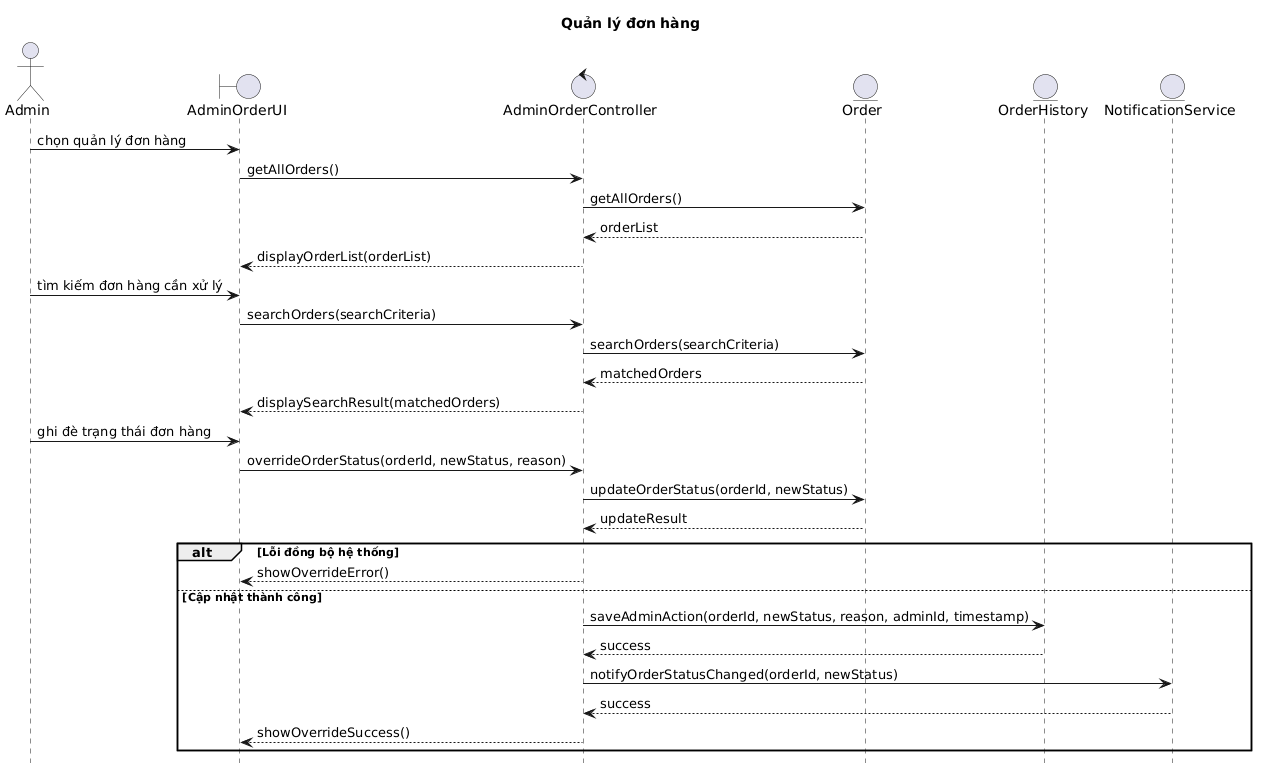 Quản lý đơn hàng
Admin
AdminOrderUI
AdminOrderController
Order
OrderHistory
NotificationService
chọn quản lý đơn hàng
getAllOrders()
getAllOrders()
orderList
displayOrderList(orderList)
tìm kiếm đơn hàng cần xử lý
searchOrders(searchCriteria)
searchOrders(searchCriteria)
matchedOrders
displaySearchResult(matchedOrders)
ghi đè trạng thái đơn hàng
overrideOrderStatus(orderId, newStatus, reason)
updateOrderStatus(orderId, newStatus)
updateResult
alt [Lỗi đồng bộ hệ thống]
showOverrideError()
[Cập nhật thành công]
saveAdminAction(orderId, newStatus, reason, adminId, timestamp)
success
notifyOrderStatusChanged(orderId, newStatus)
success
showOverrideSuccess()